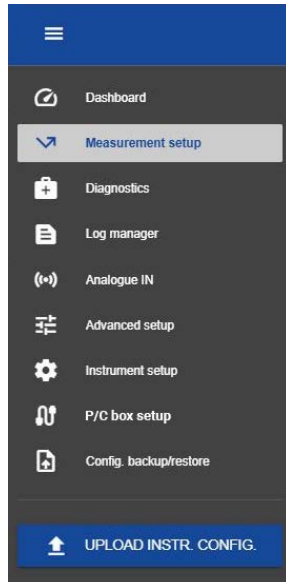 Dashboard
Measurement setup
Diagnostics
Log manager
Analogue IN
Advanced setup
Instrument setup
P/C box setup
Config. backup/restore
UPLOAD INSTR. CONFIG.